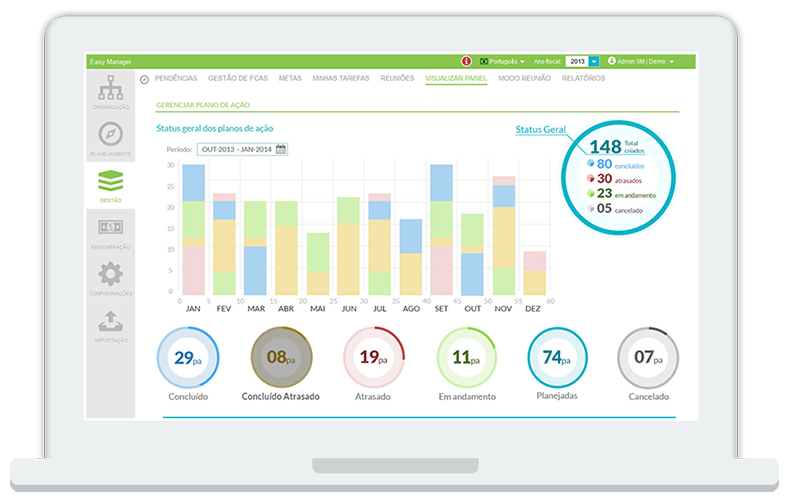 Easy Manager
Português
Ano fiscal:
2013
Admin SM | Demo
ORGANIZAÇÃO
PLANEJAMENTO
GESTÃO
REMUNERAÇÃO
CONFIGURAÇÕES
IMPORTAÇÃO
PENDÊNCIAS
GESTÃO DE FCAS
METAS
MINHAS TAREFAS
REUNIÕES
VISUALIZAR PANEL
MODO REUNIÃO
RELATÓRIOS
GERENCIAR PLANO DE AÇÃO
Status geral dos planos de ação
Período:
OUT-2013 - JAN-2014
Status Geral
148 Total criados
80 concluídos
30 atrasados
23 em andamento
05 cancelado
30
25
20
15
10
5
0
0 5 10 15 20 25 30 35 40 45 50 55 60
JAN FEV MAR ABR MAI JUN JUL AGO SET OUT NOV DEZ
29pa
08pa
19pa
11pa
74pa
07pa
Concluído
Concluído Atrasado
Atrasado
Em andamento
Planejadas
Cancelado